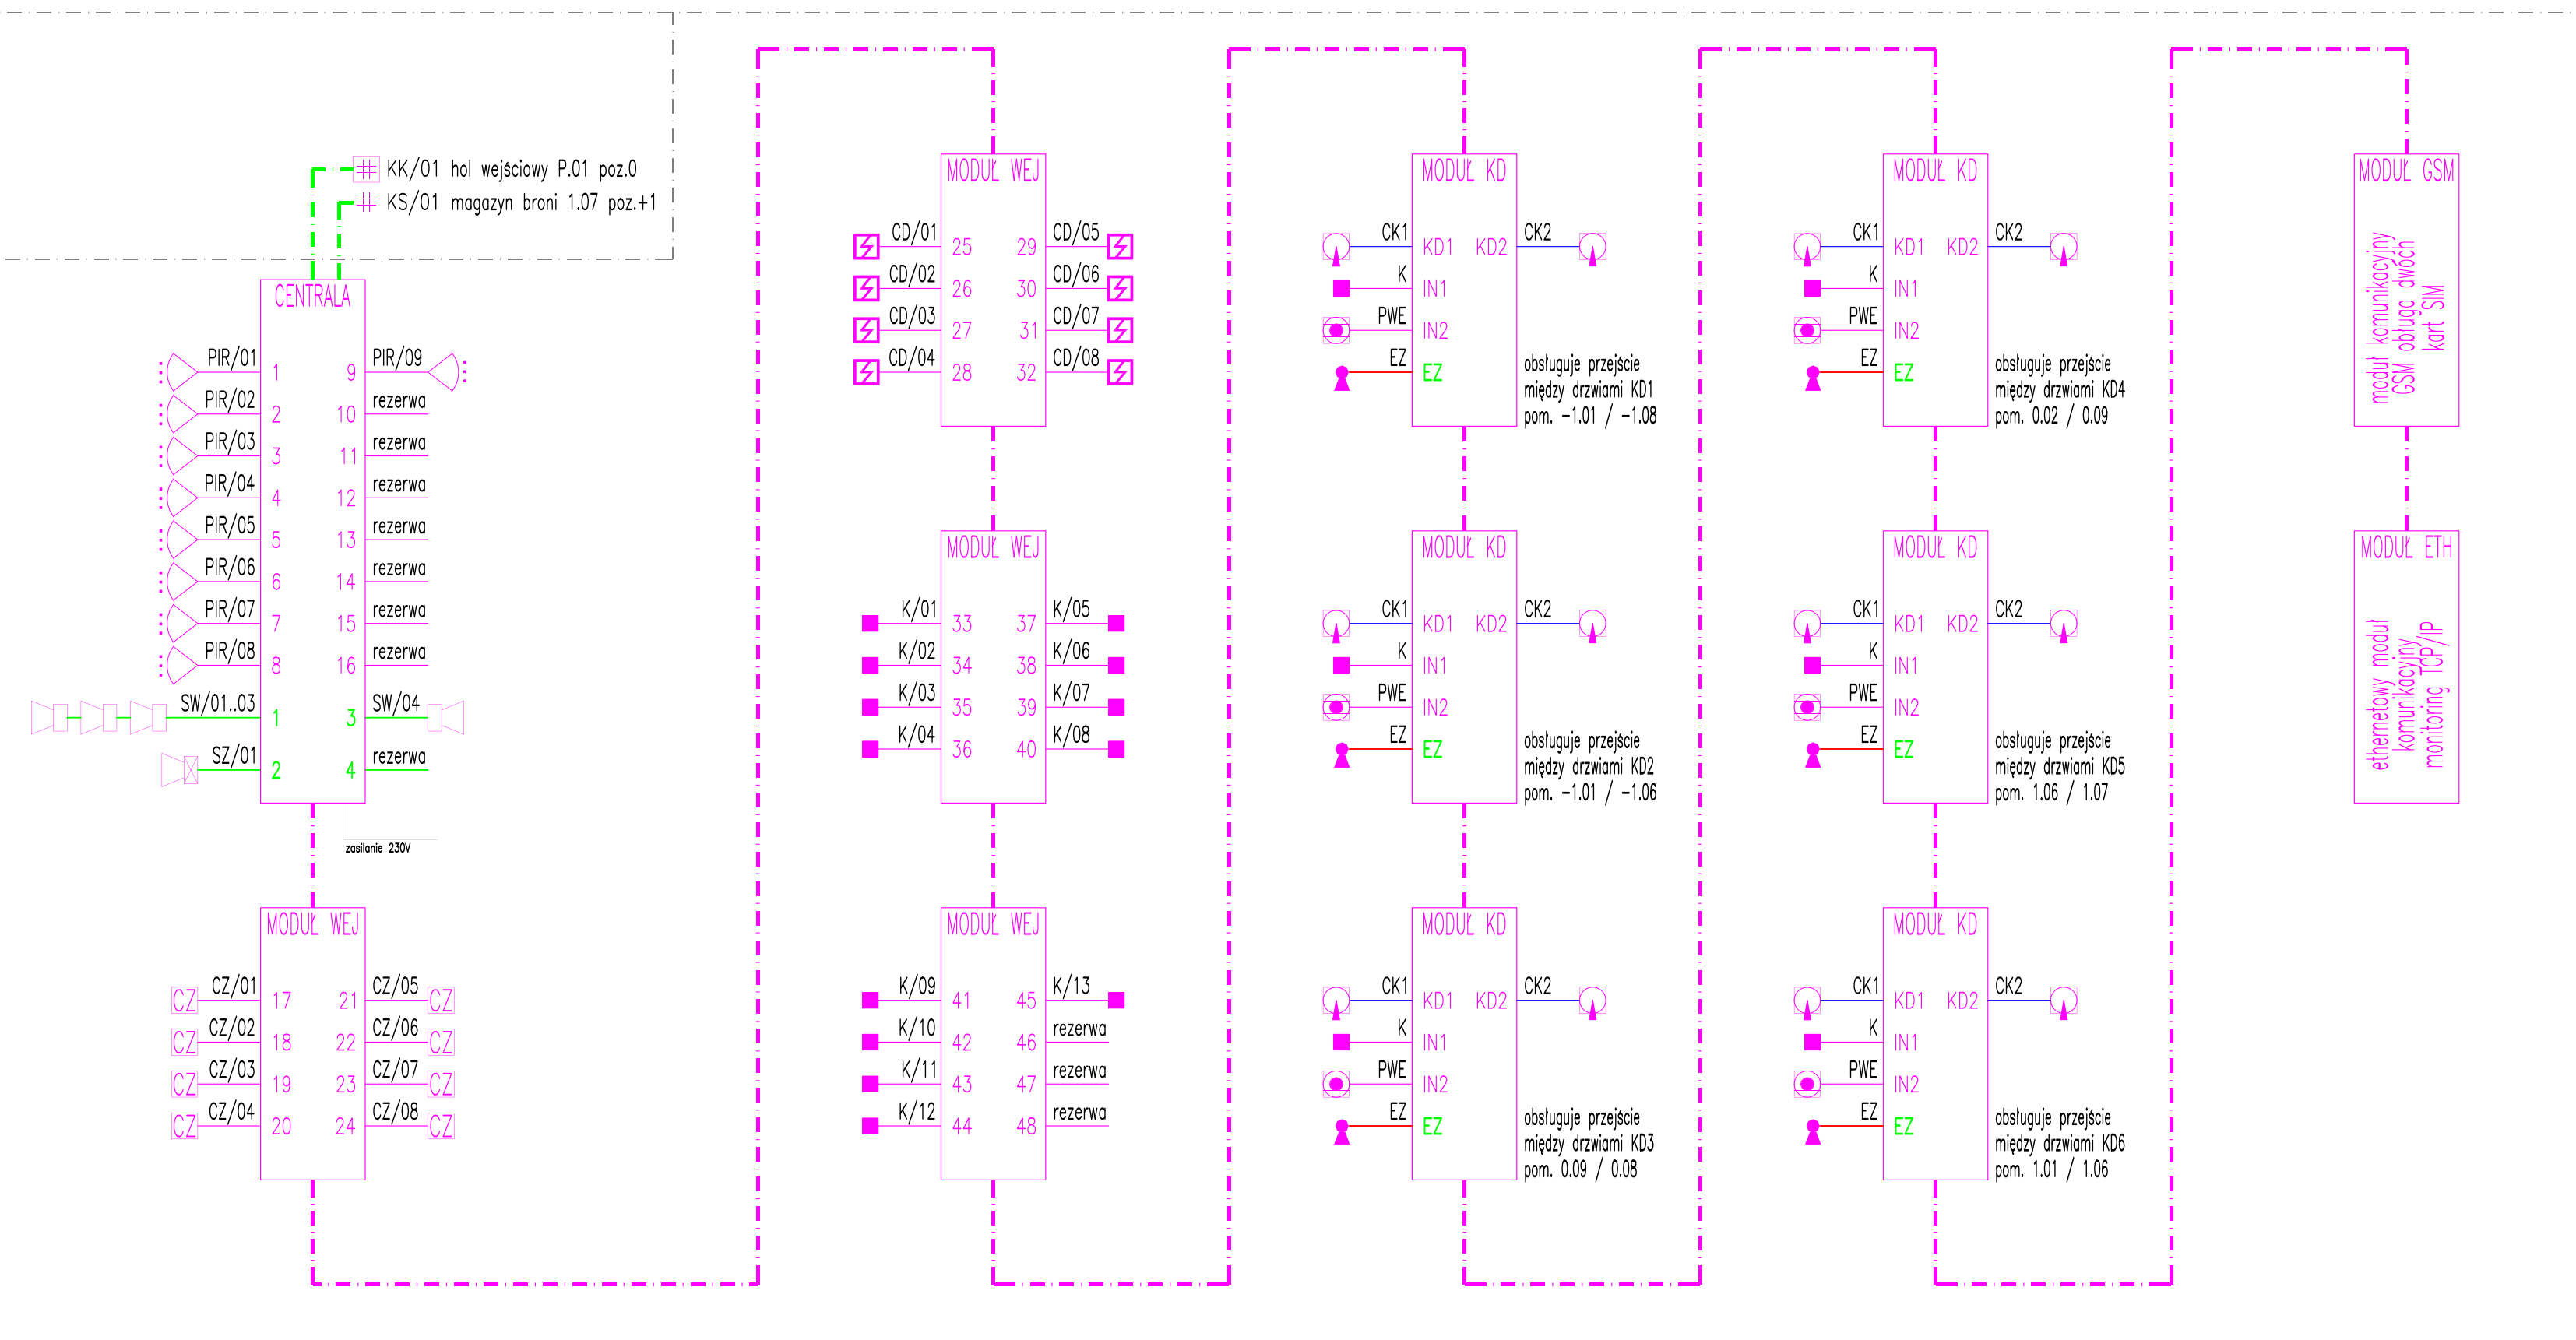 KK/01 hol wejściowy P.01 poz.0
KS/01 magazyn broni 1.07 poz.+1
CENTRALA
PIR/01 1
PIR/02 2
PIR/03 3
PIR/04 4
PIR/05 5
PIR/06 6
PIR/07 7
PIR/08 8
SW/01..03 1
SZ/01 2
9 PIR/09
10 rezerwa
11 rezerwa
12 rezerwa
13 rezerwa
14 rezerwa
15 rezerwa
16 rezerwa
3 SW/04
4 rezerwa
zasilanie 230V
MODUŁ WEJ
CZ CZ/01 17
CZ CZ/02 18
CZ CZ/03 19
CZ CZ/04 20
21 CZ/05 CZ
22 CZ/06 CZ
23 CZ/07 CZ
24 CZ/08 CZ
MODUŁ WEJ
CD/01 25
CD/02 26
CD/03 27
CD/04 28
29 CD/05
30 CD/06
31 CD/07
32 CD/08
MODUŁ WEJ
K/01 33
K/02 34
K/03 35
K/04 36
37 K/05
38 K/06
39 K/07
40 K/08
MODUŁ WEJ
K/09 41
K/10 42
K/11 43
K/12 44
45 K/13
46 rezerwa
47 rezerwa
48 rezerwa
MODUŁ KD
CK1 KD1 KD2 CK2
K IN1
PWE IN2
EZ EZ
obsługuje przejście
między drzwiami KD1
pom. -1.01 / -1.08
MODUŁ KD
CK1 KD1 KD2 CK2
K IN1
PWE IN2
EZ EZ
obsługuje przejście
między drzwiami KD2
pom. -1.01 / -1.06
MODUŁ KD
CK1 KD1 KD2 CK2
K IN1
PWE IN2
EZ EZ
obsługuje przejście
między drzwiami KD3
pom. 0.09 / 0.08
MODUŁ KD
CK1 KD1 KD2 CK2
K IN1
PWE IN2
EZ EZ
obsługuje przejście
między drzwiami KD4
pom. 0.02 / 0.09
MODUŁ KD
CK1 KD1 KD2 CK2
K IN1
PWE IN2
EZ EZ
obsługuje przejście
między drzwiami KD5
pom. 1.06 / 1.07
MODUŁ KD
CK1 KD1 KD2 CK2
K IN1
PWE IN2
EZ EZ
obsługuje przejście
między drzwiami KD6
pom. 1.01 / 1.06
MODUŁ GSM
moduł komunikacyjny
GSM obługa dwóch
kart SIM
MODUŁ ETH
ethernetowy moduł
komunikacyjny
monitoring TCP/IP